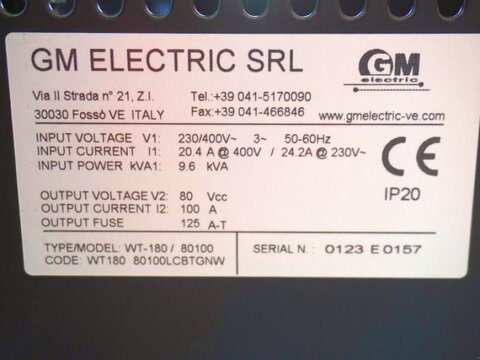 GM ELECTRIC SRL
GM
electric
Via II Strada n° 21, Z.I. Tel.:+39 041-5170090
30030 Fossò VE ITALY Fax:+39 041-466846
www.gmelectric-ve.com
INPUT VOLTAGE V1: 230/400V~ 3~ 50-60Hz
INPUT CURRENT I1: 20.4 A @ 400V / 24.2A @ 230V~
INPUT POWER kVA1: 9.6 kVA
CE
IP20
OUTPUT VOLTAGE V2: 80 Vcc
OUTPUT CURRENT I2: 100 A
OUTPUT FUSE 125 A-T
TYPE/MODEL: WT-180 / 80100
CODE: WT180 80100LCBTGNW
SERIAL N : 0123 E 0157